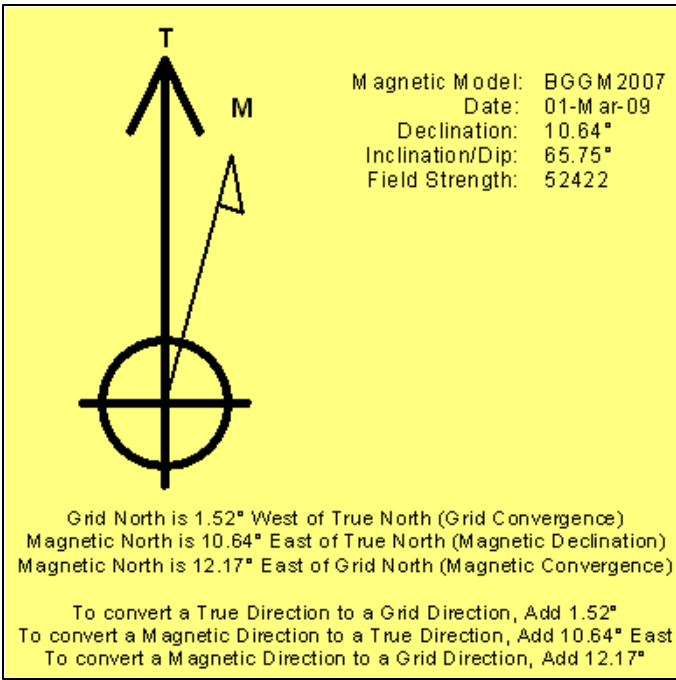 T
M
Magnetic Model: BGGM2007
Date: 01-Mar-09
Declination: 10.64°
Inclination/Dip: 65.75°
Field Strength: 52422
Grid North is 1.52° West of True North (Grid Convergence)
Magnetic North is 10.64° East of True North (Magnetic Declination)
Magnetic North is 12.17° East of Grid North (Magnetic Convergence)
To convert a True Direction to a Grid Direction, Add 1.52°
To convert a Magnetic Direction to a True Direction, Add 10.64° East
To convert a Magnetic Direction to a Grid Direction, Add 12.17°